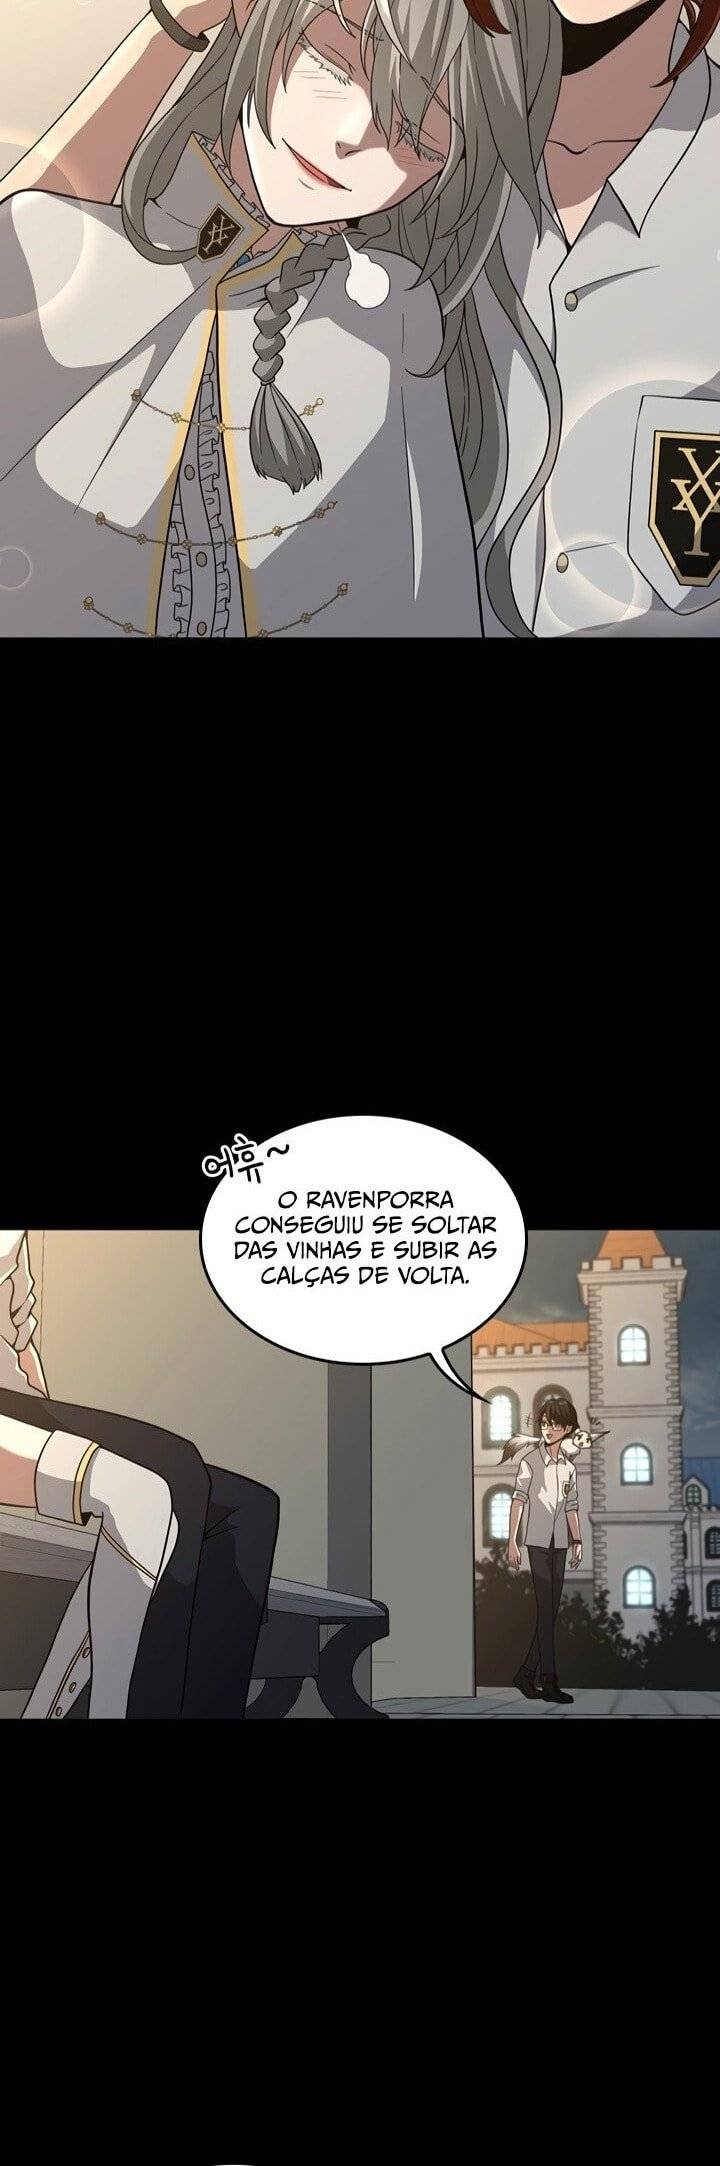 어휴~
O RAVENPORRA
CONSEGUIU SE SOLTAR
DAS VINHAS E SUBIR AS
CALÇAS DE VOLTA.